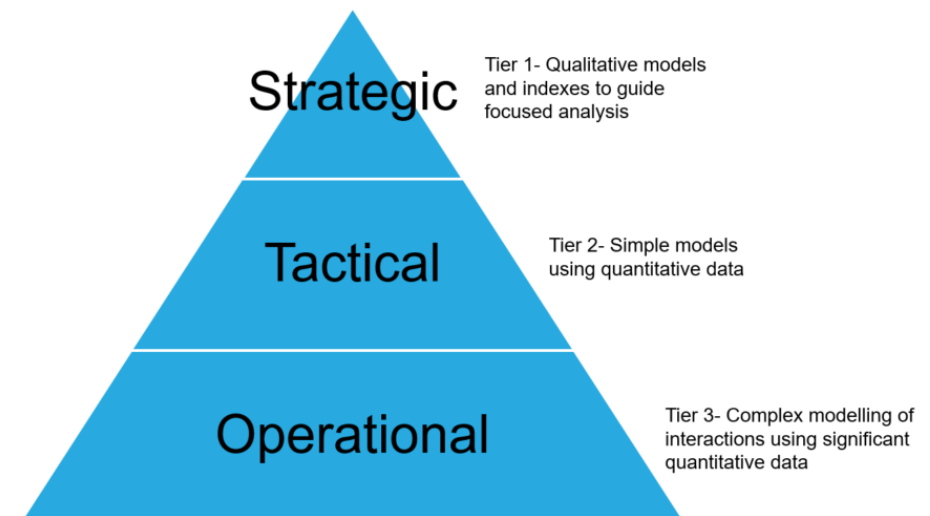 Strategic
Tier 1- Qualitative models
and indexes to guide
focused analysis
Tactical
Tier 2- Simple models
using quantitative data
Operational
Tier 3- Complex modelling of
interactions using significant
quantitative data